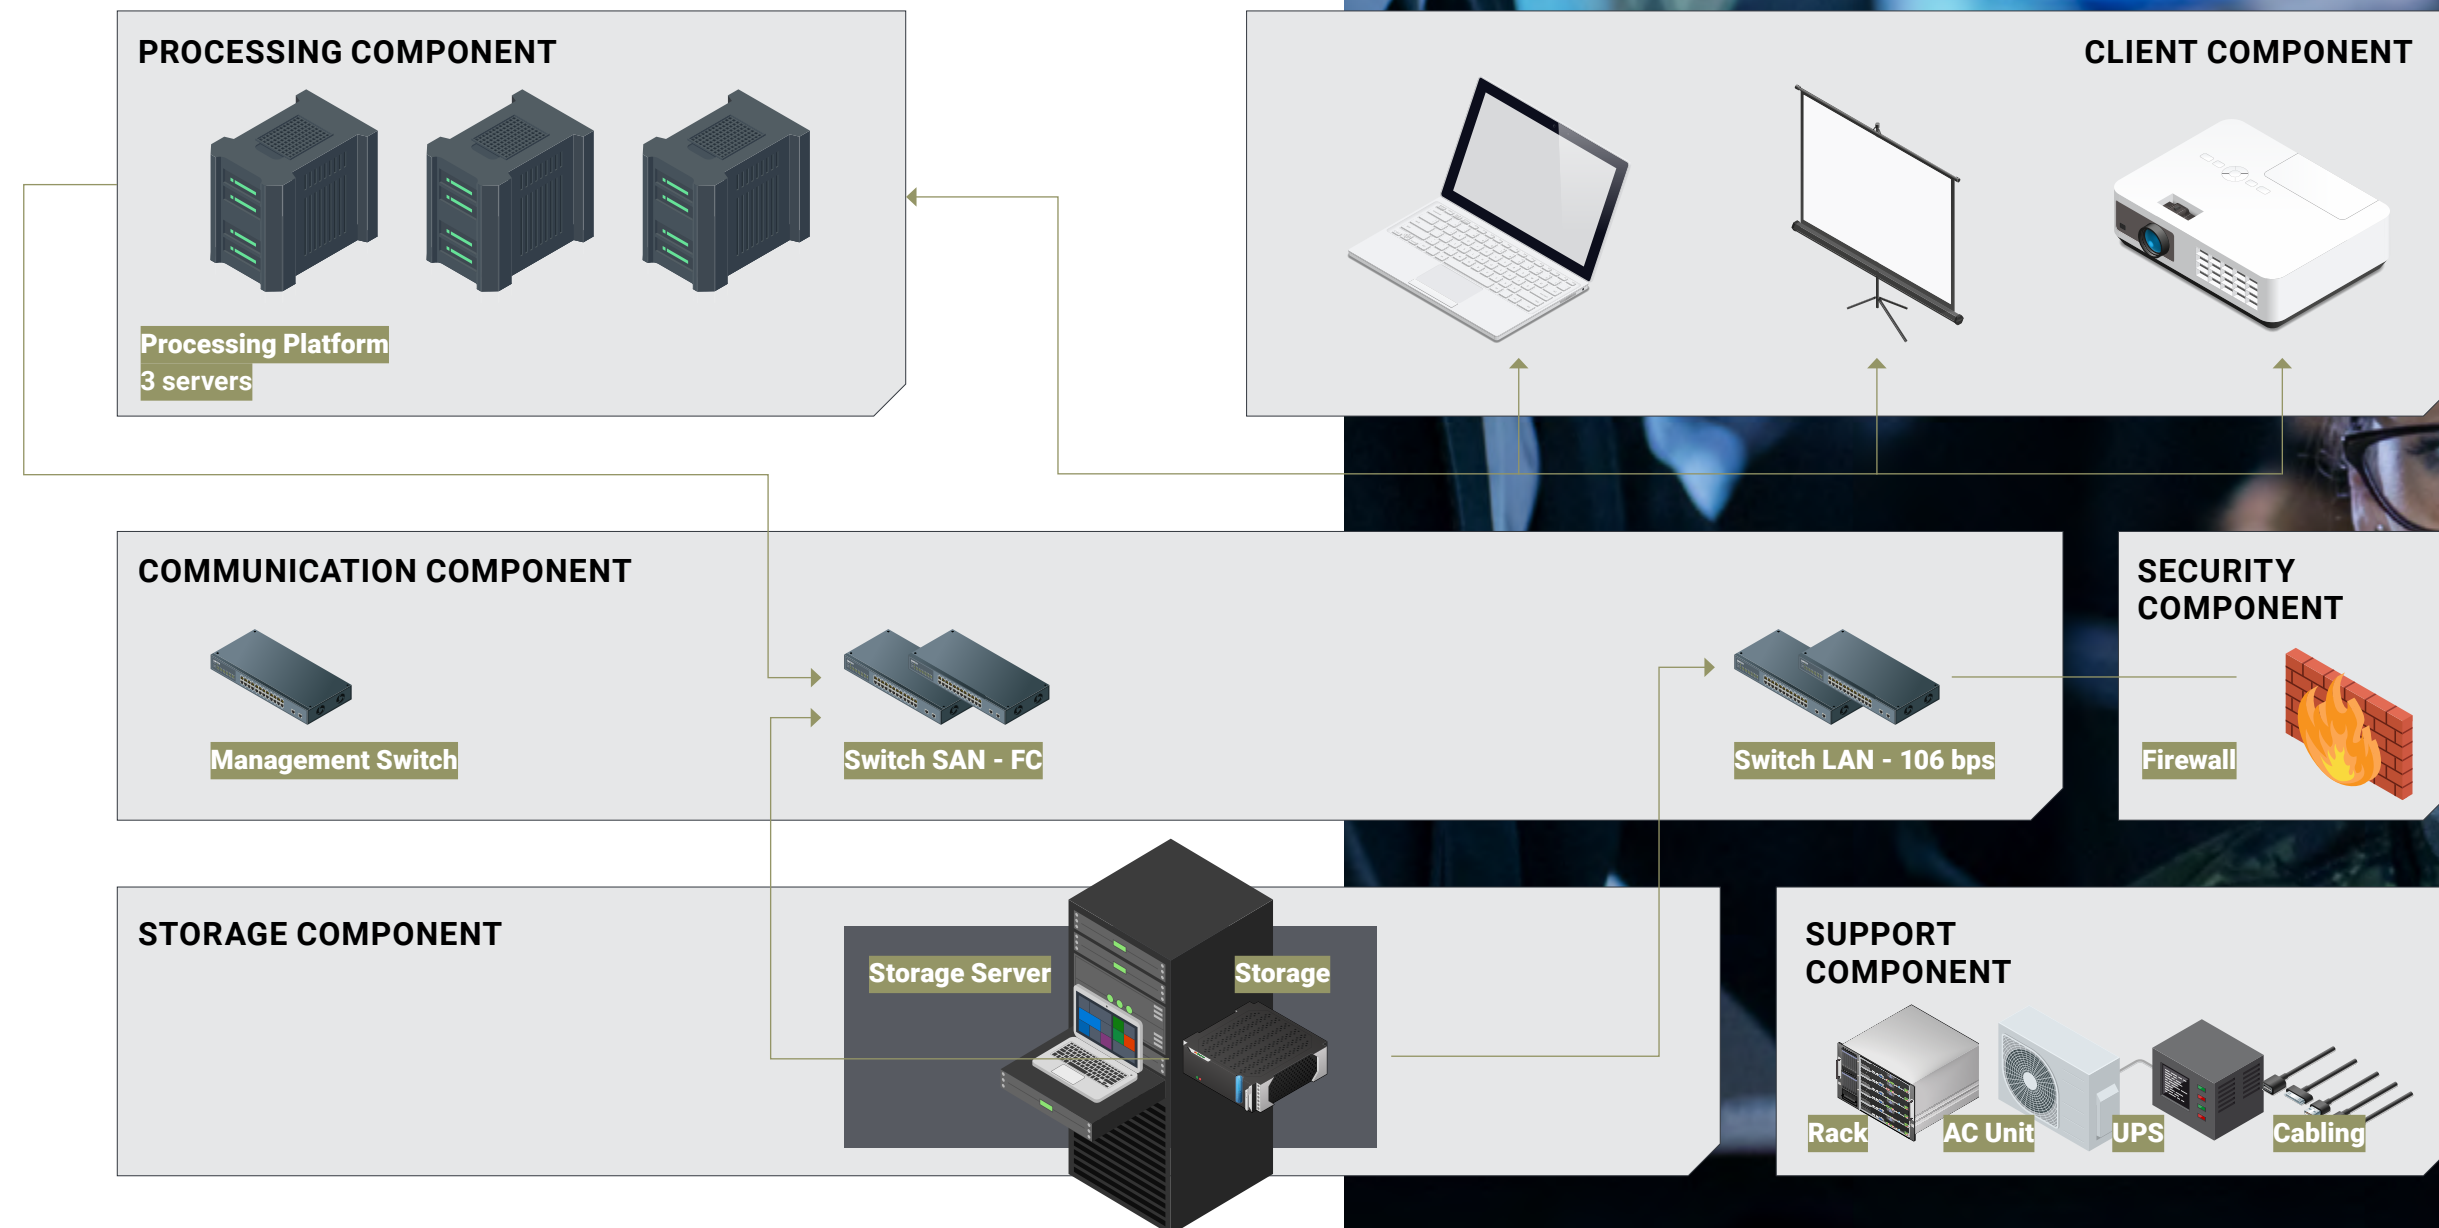 PROCESSING COMPONENT
Processing Platform
3 servers
CLIENT COMPONENT
COMMUNICATION COMPONENT
Management Switch
Switch SAN - FC
Switch LAN - 106 bps
SECURITY
COMPONENT
Firewall
STORAGE COMPONENT
Storage Server
Storage
SUPPORT
COMPONENT
Rack
AC Unit
UPS
Cabling